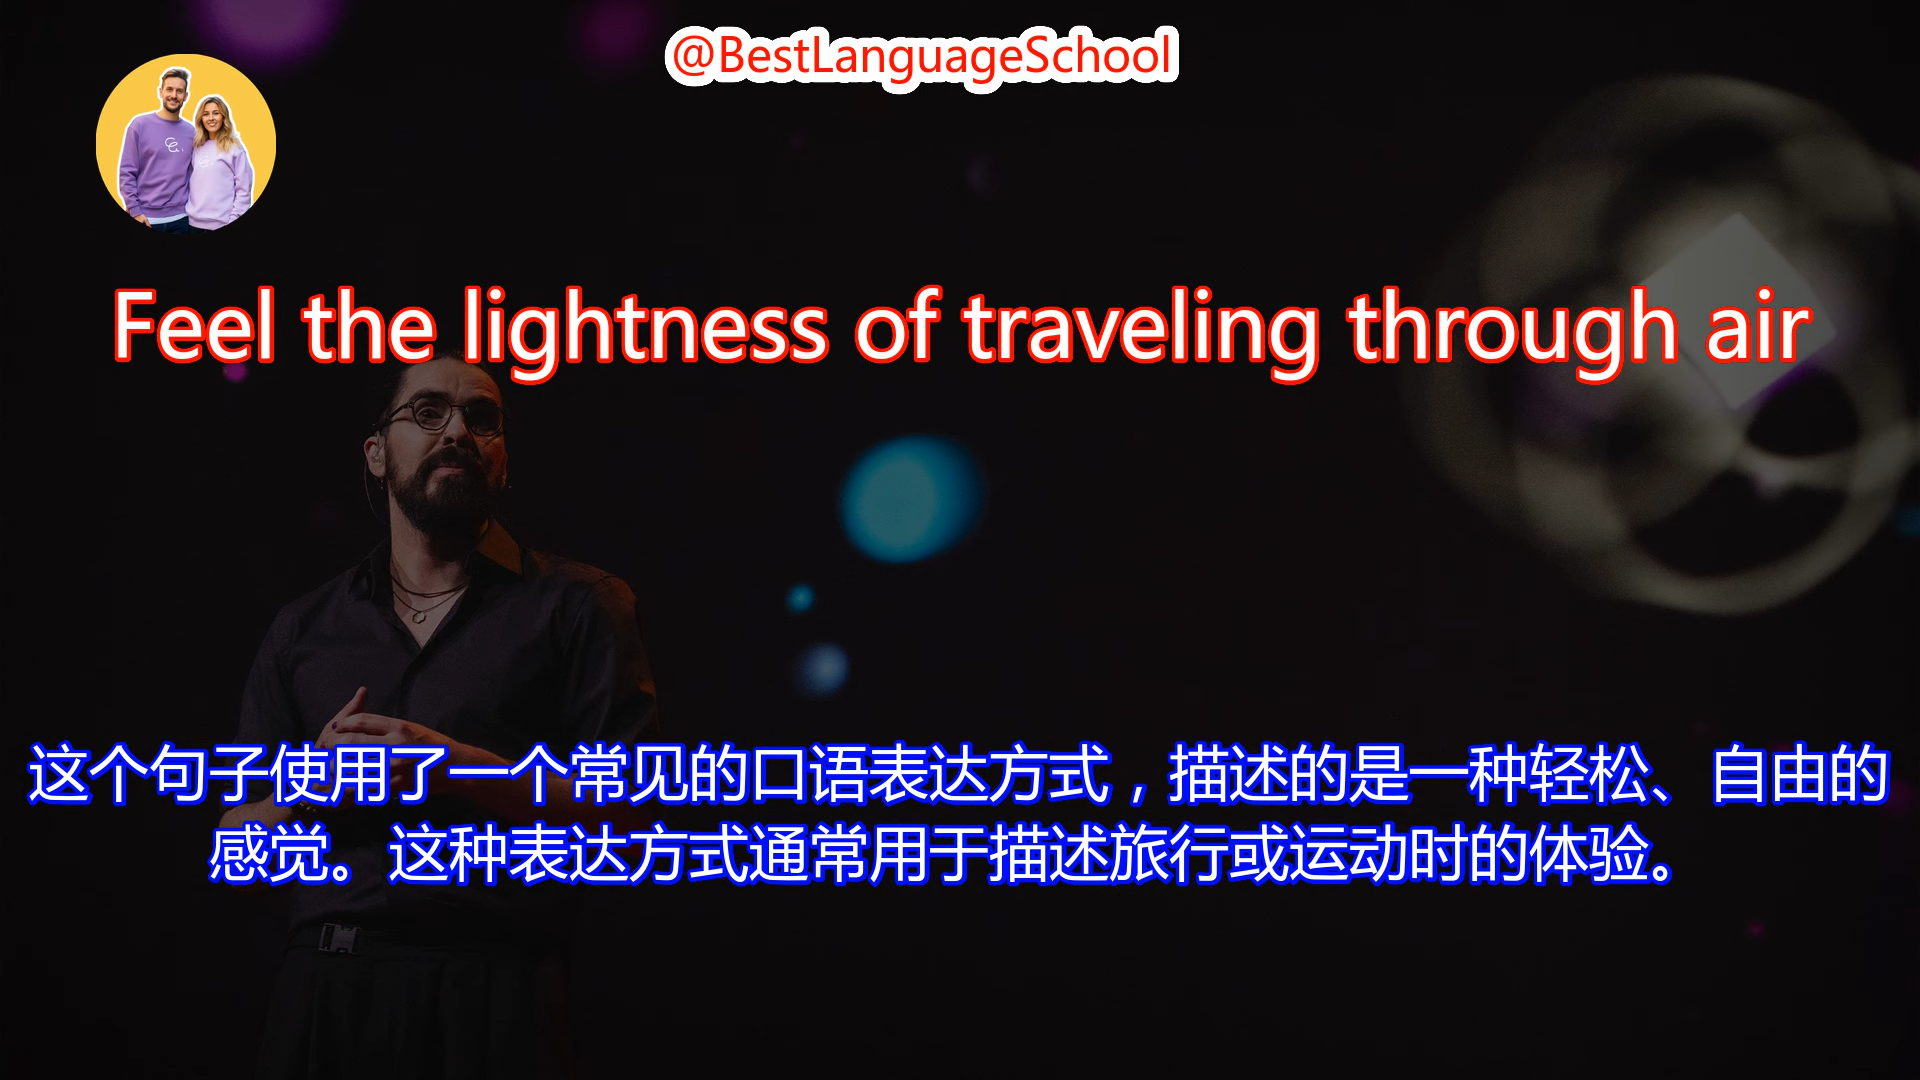 @BestLanguageSchool
Feel the lightness of traveling through air
这个句子使用了一个常见的口语表达方式，描述的是一种轻松、自由的
感觉。这种表达方式通常用于描述旅行或运动时的体验。